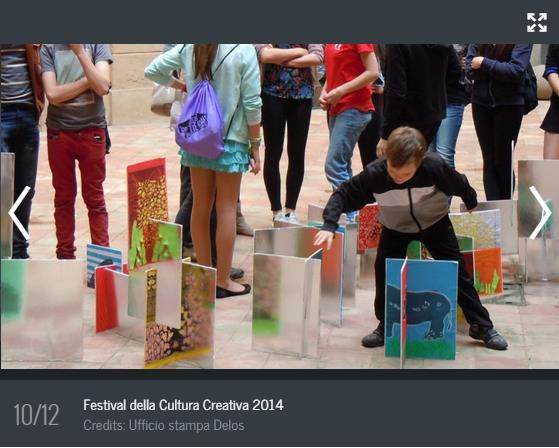 10/12
Festival della Cultura Creativa 2014
Credits: Ufficio stampa Delos